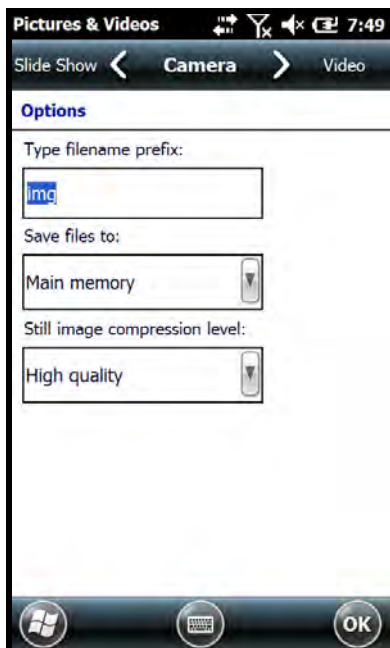 Pictures & Videos 7:49
Slide Show Camera Video
Options
Type filename prefix:
img
Save files to:
Main memory
Still image compression level:
High quality
OK